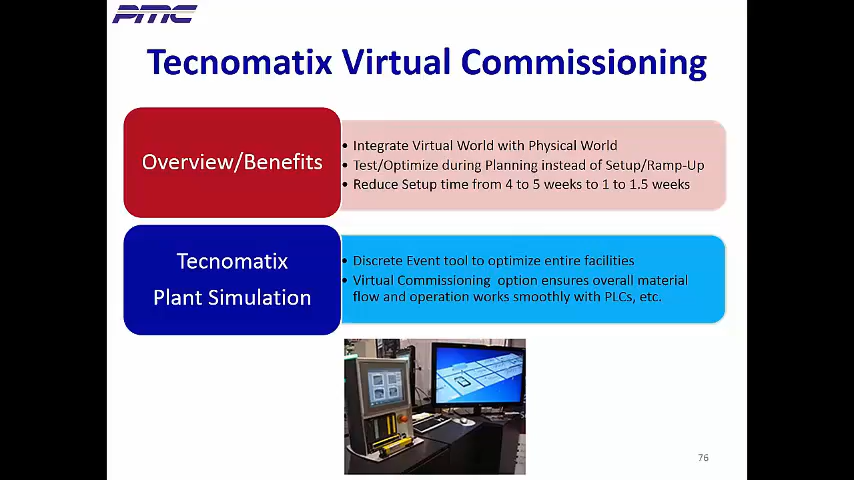 PMC
Tecnomatix Virtual Commissioning
Overview/Benefits
• Integrate Virtual World with Physical World
• Test/Optimize during Planning instead of Setup/Ramp-Up
• Reduce Setup time from 4 to 5 weeks to 1 to 1.5 weeks
Tecnomatix
Plant Simulation
• Discrete Event tool to optimize entire facilities
• Virtual Commissioning option ensures overall material
flow and operation works smoothly with PLCs, etc.
76